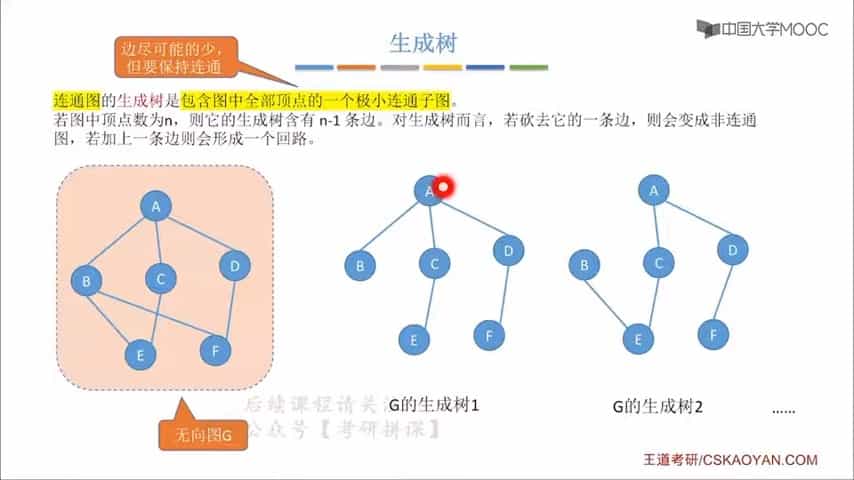 中国大学MOOC
生成树
边尽可能的少，
但要保持连通
连通图的生成树是包含图中全部顶点的一个极小连通子图。
若图中顶点数为n，则它的生成树含有 n-1 条边。对生成树而言，若砍去它的一条边，则会变成非连通
图，若加上一条边则会形成一个回路。
A
B
C
D
E
F
A
B
C
D
E
F
A
B
C
D
E
F
后续课程请关注
公众号【考研拼课】
G的生成树1
G的生成树2
……
无向图G
王道考研/CSKAOYAN.COM